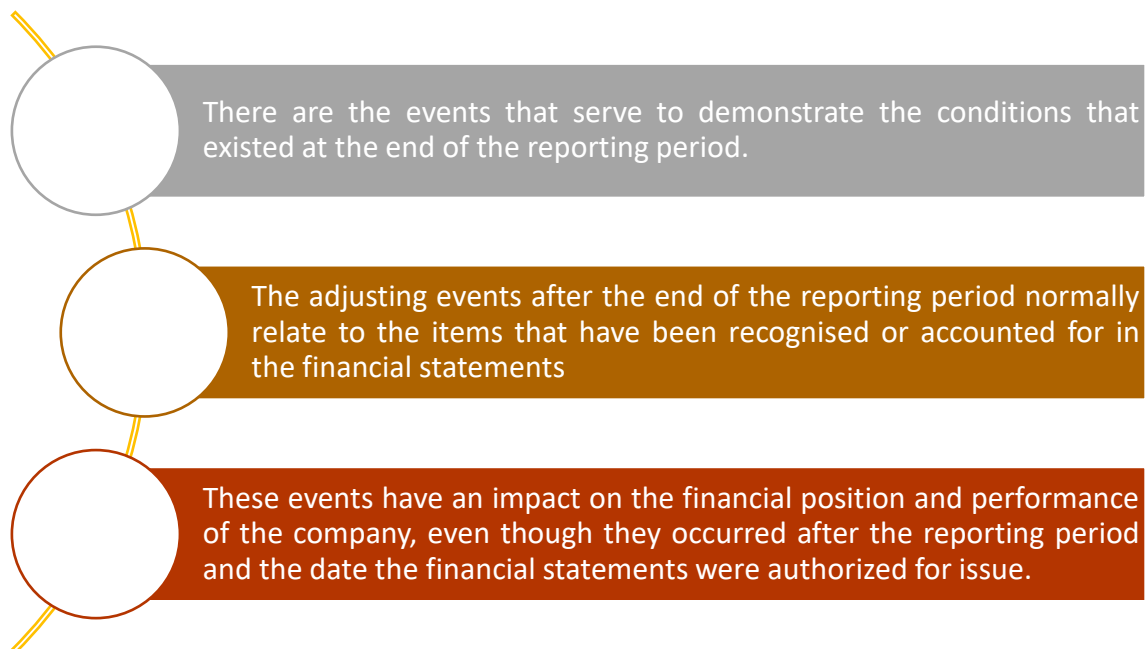 There are the events that serve to demonstrate the conditions that
existed at the end of the reporting period.
The adjusting events after the end of the reporting period normally
relate to the items that have been recognised or accounted for in
the financial statements
These events have an impact on the financial position and performance
of the company, even though they occurred after the reporting period
and the date the financial statements were authorized for issue.